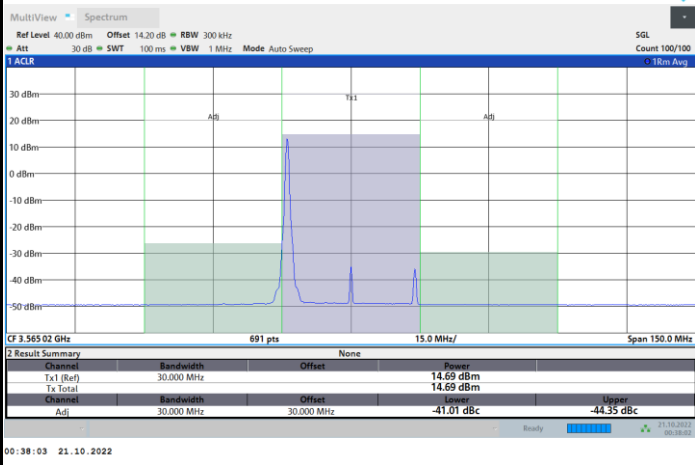 MultiView Spectrum
Ref Level 40.00 dBm Offset 14.20 dB RBW 300 kHz SGL
Att 30 dB SWT 100 ms VBW 1 MHz Mode Auto Sweep Count 100/100
1 ACLR 1Rm Avg
30 dBm
Tx1
20 dBm
Adj Adj
10 dBm
0 dBm
-10 dBm
-20 dBm
-30 dBm
-40 dBm
-50 dBm
CF 3.565 02 GHz 691 pts 15.0 MHz/ Span 150.0 MHz
2 Result Summary None
Channel Bandwidth Offset Power
Tx1 (Ref) 30.000 MHz 14.69 dBm
Tx Total 14.69 dBm
Channel Bandwidth Offset Lower Upper
Adj 30.000 MHz 30.000 MHz -41.01 dBc -44.35 dBc
Ready 21.10.2022
00:38:02
00:38:03 21.10.2022